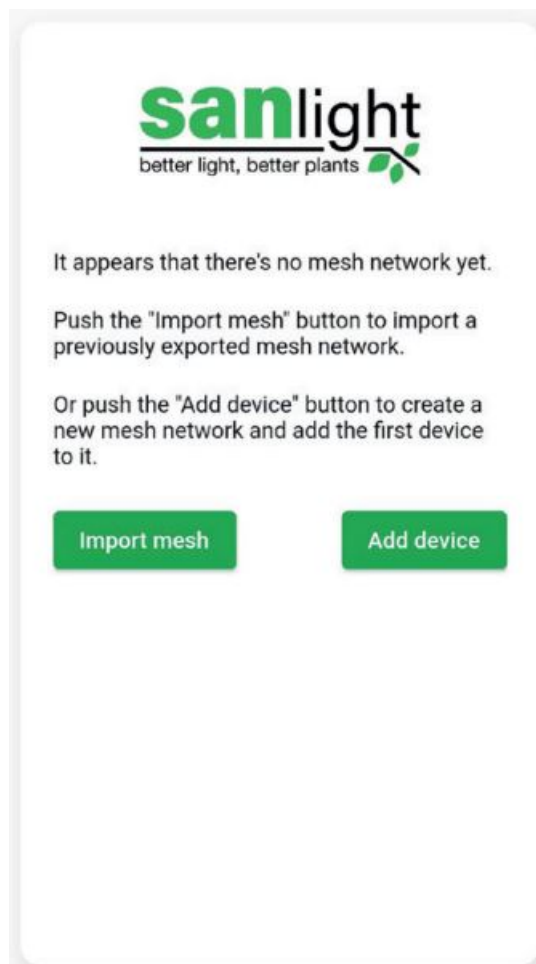 sanlight
better light, better plants
It appears that there's no mesh network yet.
Push the "Import mesh" button to import a
previously exported mesh network.
Or push the "Add device" button to create a
new mesh network and add the first device
to it.
Import mesh
Add device